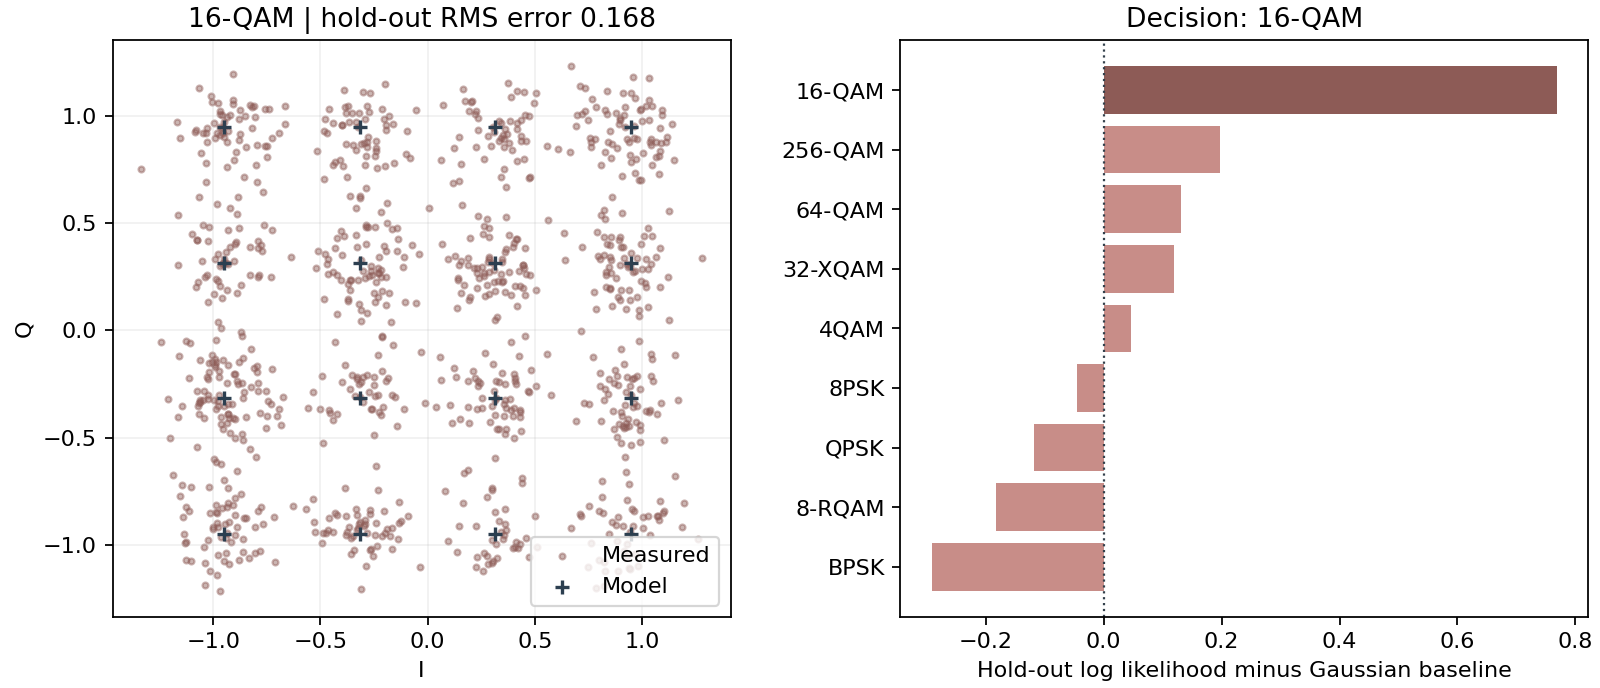 16-QAM | hold-out RMS error 0.168
1.0
0.5
0.0
−0.5
−1.0
Q
−1.0
−0.5
0.0
0.5
1.0
I
Measured
Model
Decision: 16-QAM
16-QAM
256-QAM
64-QAM
32-XQAM
4QAM
8PSK
QPSK
8-RQAM
BPSK
−0.2
0.0
0.2
0.4
0.6
0.8
Hold-out log likelihood minus Gaussian baseline